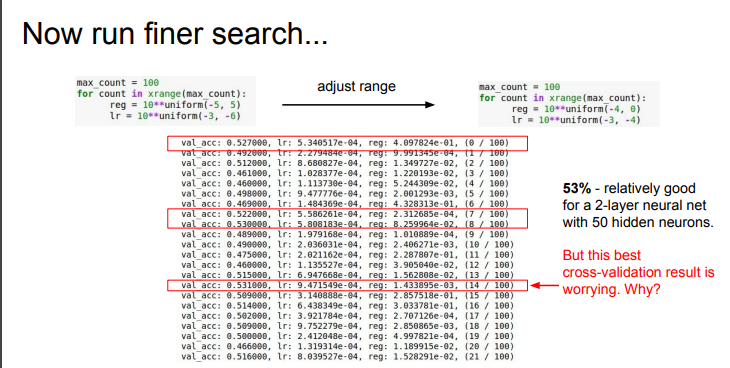 Now run finer search...
max_count = 100
for count in xrange(max_count):
reg = 10**uniform(-5, 5)
lr = 10**uniform(-3, -6)
adjust range
max_count = 100
for count in xrange(max_count):
reg = 10**uniform(-4, 0)
lr = 10**uniform(-3, -4)
val_acc: 0.527000, lr: 5.340517e-04, reg: 4.097824e-01, (0 / 100)
val_acc: 0.492000, lr: 2.279484e-04, reg: 9.991345e-04, (1 / 100)
val_acc: 0.512000, lr: 8.680827e-04, reg: 1.349727e-02, (2 / 100)
val_acc: 0.461000, lr: 1.028377e-04, reg: 1.220193e-02, (3 / 100)
val_acc: 0.460000, lr: 1.113730e-04, reg: 5.244309e-02, (4 / 100)
val_acc: 0.498000, lr: 9.477776e-04, reg: 2.001293e-03, (5 / 100)
val_acc: 0.469000, lr: 1.484369e-04, reg: 4.328313e-01, (6 / 100)
val_acc: 0.522000, lr: 5.586261e-04, reg: 2.312685e-04, (7 / 100)
val_acc: 0.530000, lr: 5.808183e-04, reg: 8.259964e-02, (8 / 100)
val_acc: 0.489000, lr: 1.979168e-04, reg: 1.010889e-04, (9 / 100)
val_acc: 0.490000, lr: 2.036031e-04, reg: 2.406271e-03, (10 / 100)
val_acc: 0.475000, lr: 2.021162e-04, reg: 2.287807e-01, (11 / 100)
val_acc: 0.460000, lr: 1.135527e-04, reg: 3.905040e-02, (12 / 100)
val_acc: 0.515000, lr: 6.947668e-04, reg: 1.562808e-02, (13 / 100)
val_acc: 0.531000, lr: 9.471549e-04, reg: 1.433895e-03, (14 / 100)
val_acc: 0.509000, lr: 3.140888e-04, reg: 2.857518e-01, (15 / 100)
val_acc: 0.514000, lr: 6.438349e-04, reg: 3.033781e-01, (16 / 100)
val_acc: 0.502000, lr: 3.921784e-04, reg: 2.707126e-04, (17 / 100)
val_acc: 0.509000, lr: 9.752279e-04, reg: 2.850865e-03, (18 / 100)
val_acc: 0.500000, lr: 2.412048e-04, reg: 4.997821e-04, (19 / 100)
val_acc: 0.466000, lr: 1.319314e-04, reg: 1.189915e-02, (20 / 100)
val_acc: 0.516000, lr: 8.039527e-04, reg: 1.528291e-02, (21 / 100)
53% - relatively good
for a 2-layer neural net
with 50 hidden neurons.
But this best
cross-validation result is
worrying. Why?